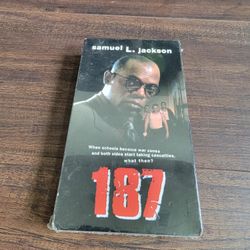 samuel L. jackson
When schools become war zones
and both sides start taking casualties,
what then?
187